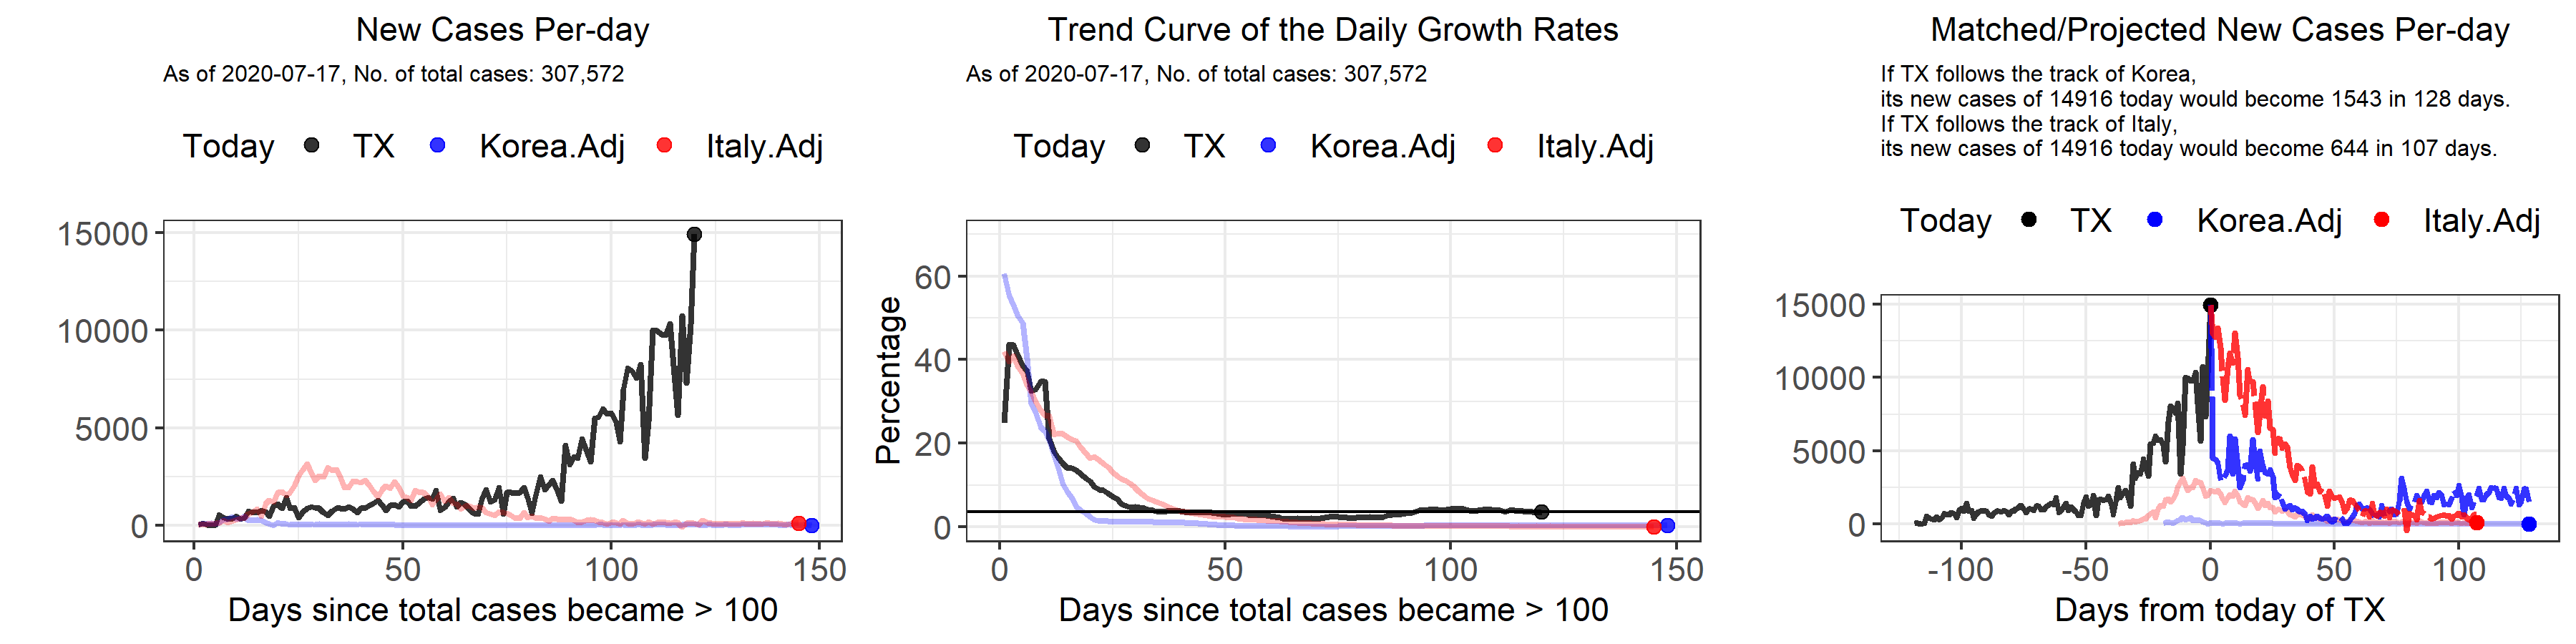 New Cases Per-day
As of 2020-07-17, No. of total cases: 307,572
Today TX Korea.Adj Italy.Adj
15000
10000
5000
0
0 50 100 150
Days since total cases became > 100
Trend Curve of the Daily Growth Rates
As of 2020-07-17, No. of total cases: 307,572
Today TX Korea.Adj Italy.Adj
Percentage
60
40
20
0
0 50 100 150
Days since total cases became > 100
Matched/Projected New Cases Per-day
If TX follows the track of Korea,
its new cases of 14916 today would become 1543 in 128 days.
If TX follows the track of Italy,
its new cases of 14916 today would become 644 in 107 days.
Today TX Korea.Adj Italy.Adj
15000
10000
5000
0
-100 -50 0 50 100
Days from today of TX